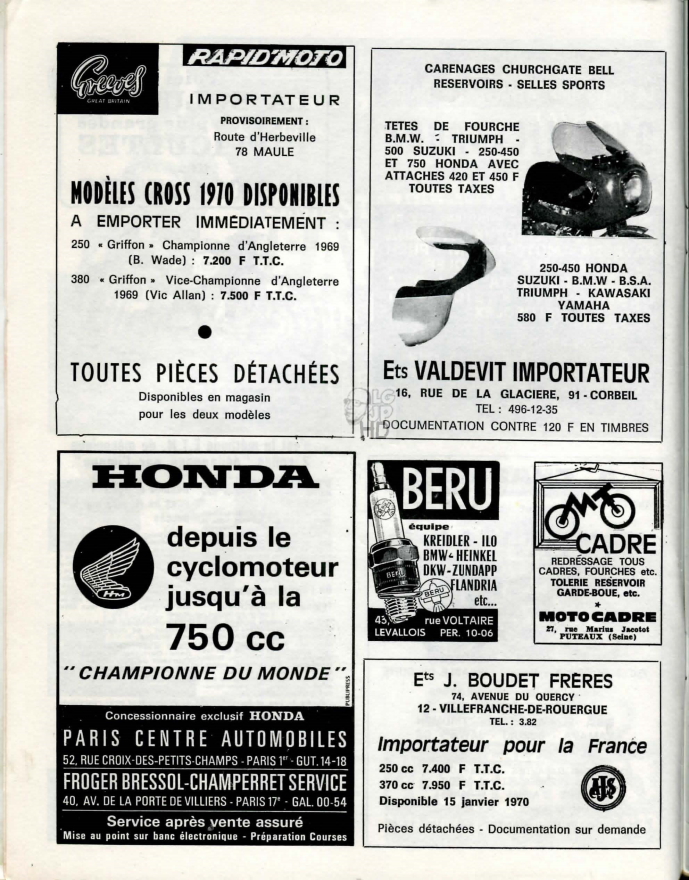 Greeves
GREAT BRITAIN
RAPID'MOTO
IMPORTATEUR
PROVISOIREMENT :
Route d'Herbeville
78 MAULE
MODÈLES CROSS 1970 DISPONIBLES
A EMPORTER IMMÉDIATEMENT :
250 « Griffon » Championne d'Angleterre 1969
(B. Wade) : 7.200 F T.T.C.
380 « Griffon » Vice-Championne d'Angleterre
1969 (Vic Allan) : 7.500 F T.T.C.
TOUTES PIÈCES DÉTACHÉES
Disponibles en magasin
pour les deux modèles
CARENAGES CHURCHGATE BELL
RESERVOIRS - SELLES SPORTS
TETES DE FOURCHE
B.M.W. - TRIUMPH -
500 SUZUKI - 250-450
ET 750 HONDA AVEC
ATTACHES 420 ET 450 F
TOUTES TAXES
250-450 HONDA
SUZUKI - B.M.W - B.S.A.
TRIUMPH - KAWASAKI
YAMAHA
580 F TOUTES TAXES
Ets VALDEVIT IMPORTATEUR
16, RUE DE LA GLACIERE, 91 - CORBEIL
TEL : 496-12-35
DOCUMENTATION CONTRE 120 F EN TIMBRES
HONDA
HM
depuis le
cyclomoteur
jusqu'à la
750 cc
"CHAMPIONNE DU MONDE"
PUBLIPRESS
Concessionnaire exclusif HONDA
PARIS CENTRE AUTOMOBILES
52, RUE CROIX-DES-PETITS-CHAMPS - PARIS 1er - GUT. 14-18
FROGER BRESSOL-CHAMPERRET SERVICE
40, AV. DE LA PORTE DE VILLIERS - PARIS 17e - GAL. 00-54
Service après vente assuré
Mise au point sur banc électronique - Préparation Courses
BERU
équipe
KREIDLER - ILO
BMW - HEINKEL
DKW - ZUNDAPP
FLANDRIA
etc...
BERU
BERU
43, rue VOLTAIRE
LEVALLOIS PER. 10-06
MOTO
CADRE
REDRESSAGE TOUS
CADRES, FOURCHES etc.
TOLERIE RESERVOIR
GARDE-BOUE, etc.
MOTO CADRE
27, rue Marius Jacotot
PUTEAUX (Seine)
Ets J. BOUDET FRÈRES
74, AVENUE DU QUERCY
12 - VILLEFRANCHE-DE-ROUERGUE
TEL. : 3.82
Importateur pour la France
250 cc 7.400 F T.T.C.
370 cc 7.950 F T.T.C.
Disponible 15 janvier 1970
AJS
Pièces détachées - Documentation sur demande